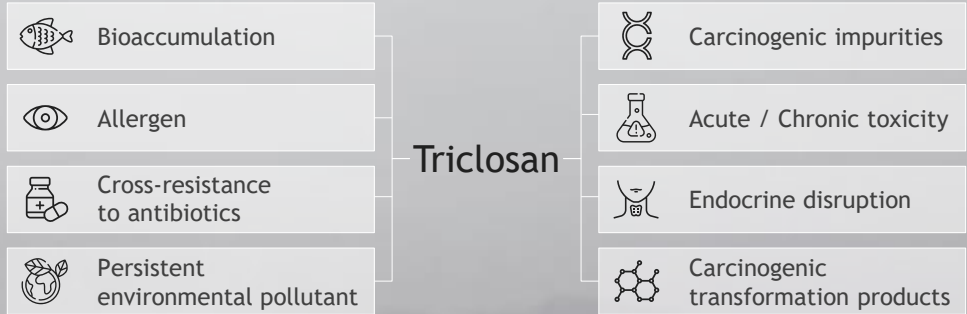 Bioaccumulation
Allergen
Cross-resistance
to antibiotics
Persistent
environmental pollutant
Triclosan
Carcinogenic impurities
Acute / Chronic toxicity
Endocrine disruption
Carcinogenic
transformation products